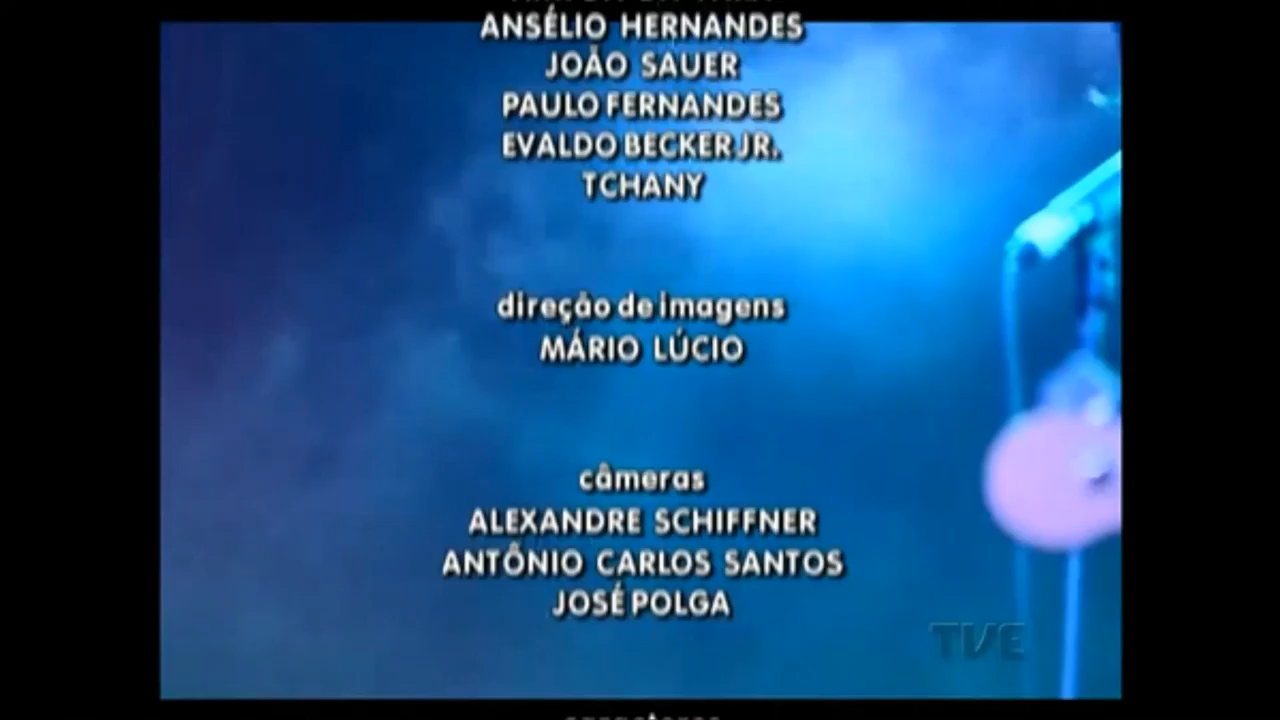 ANSÉLIO HERNANDES
JOÃO SAUER
PAULO FERNANDES
EVALDO BECKER JR.
TCHANY
direção de imagens
MÁRIO LÚCIO
câmeras
ALEXANDRE SCHIFFNER
ANTÔNIO CARLOS SANTOS
JOSÉ POLGA
TVE